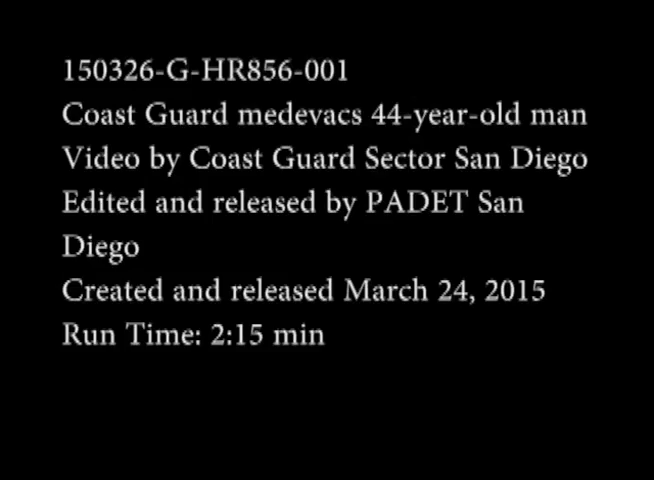 150326-G-HR856-001
Coast Guard medevacs 44-year-old man
Video by Coast Guard Sector San Diego
Edited and released by PADET San
Diego
Created and released March 24, 2015
Run Time: 2:15 min